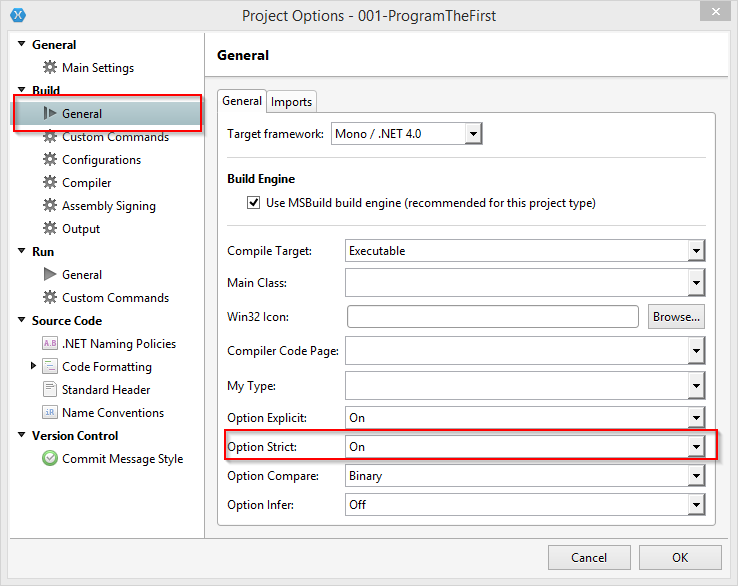 Project Options - 001-ProgramTheFirst
General
Main Settings
Build
General
Custom Commands
Configurations
Compiler
Assembly Signing
Output
Run
General
Custom Commands
Source Code
A.B .NET Naming Policies
Code Formatting
Standard Header
iR Name Conventions
Version Control
Commit Message Style
General
General Imports
Target framework: Mono / .NET 4.0
Build Engine
Use MSBuild build engine (recommended for this project type)
Compile Target: Executable
Main Class:
Win32 Icon: Browse...
Compiler Code Page:
My Type:
Option Explicit: On
Option Strict: On
Option Compare: Binary
Option Infer: Off
Cancel OK